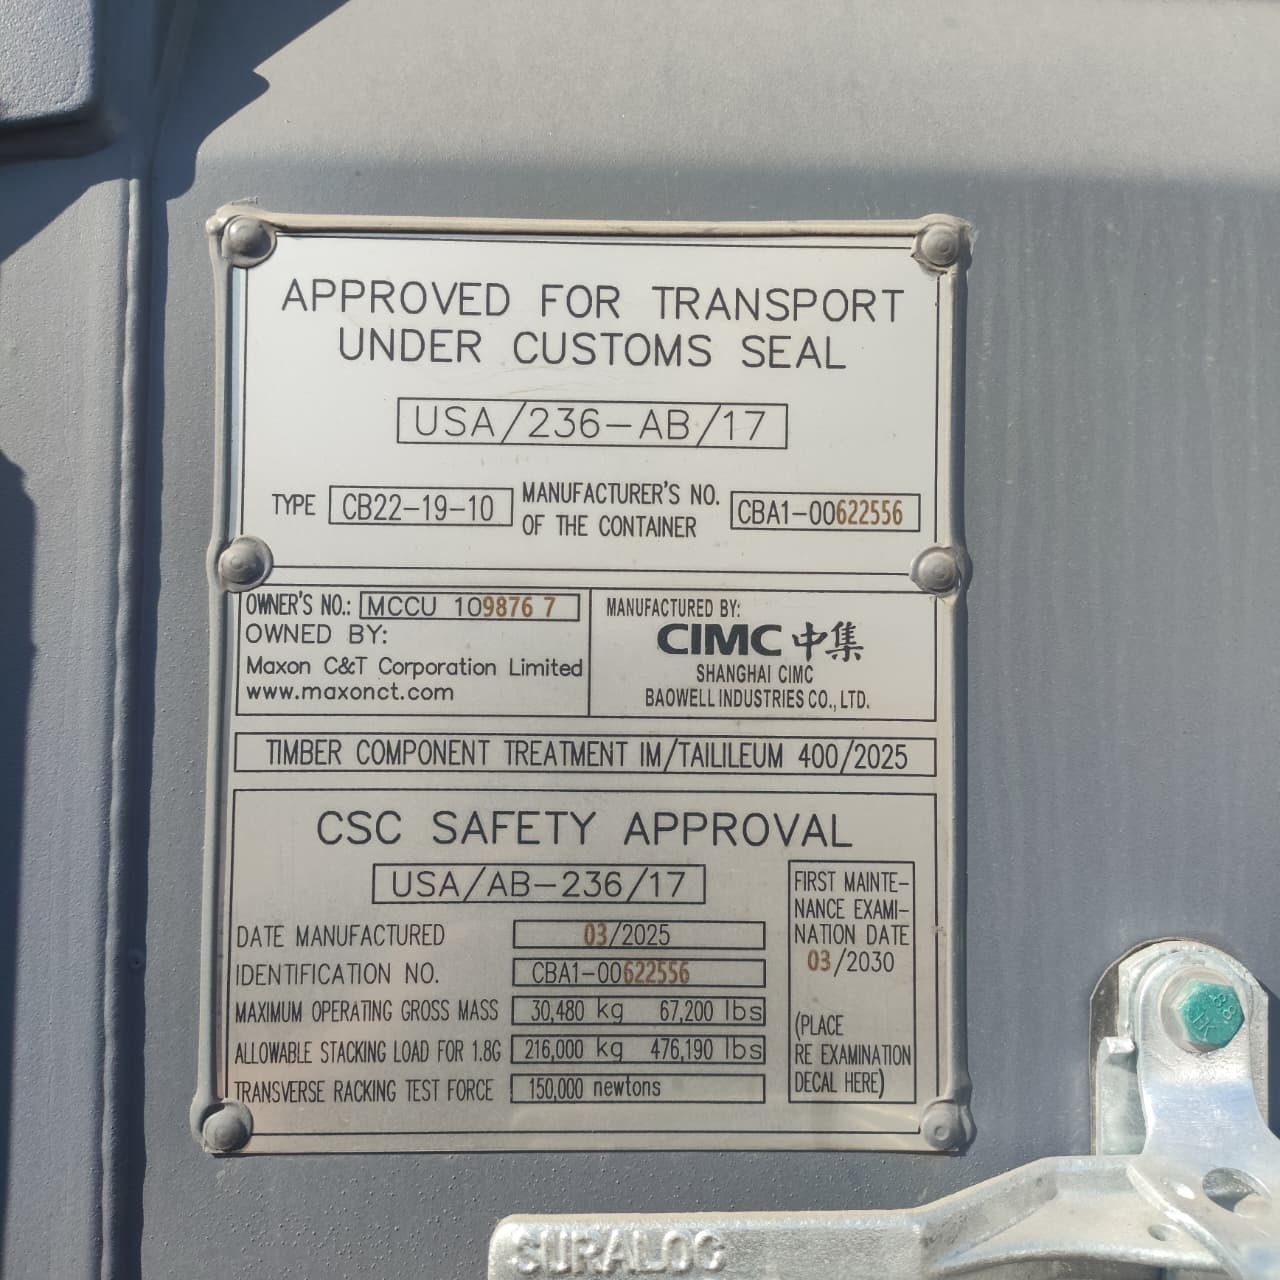 APPROVED FOR TRANSPORT
UNDER CUSTOMS SEAL
USA/236-AB/17
TYPE CB22-19-10 MANUFACTURER'S NO. OF THE CONTAINER CBA1-00622556
OWNER'S NO.: MCCU 109876 7
OWNED BY:
Maxon C&T Corporation Limited
www.maxonct.com
MANUFACTURED BY:
CIMC 中集
SHANGHAI CIMC
BAOWELL INDUSTRIES CO., LTD.
TIMBER COMPONENT TREATMENT IM/TAILILEUM 400/2025
CSC SAFETY APPROVAL
USA/AB-236/17
DATE MANUFACTURED 03/2025
IDENTIFICATION NO. CBA1-00622556
MAXIMUM OPERATING GROSS MASS 30,480 kg 67,200 lbs
ALLOWABLE STACKING LOAD FOR 1.8G 216,000 kg 476,190 lbs
TRANSVERSE RACKING TEST FORCE 150,000 newtons
FIRST MAINTE-
NANCE EXAMI-
NATION DATE
03/2030
(PLACE
RE EXAMINATION
DECAL HERE)
8.8
SURALOC